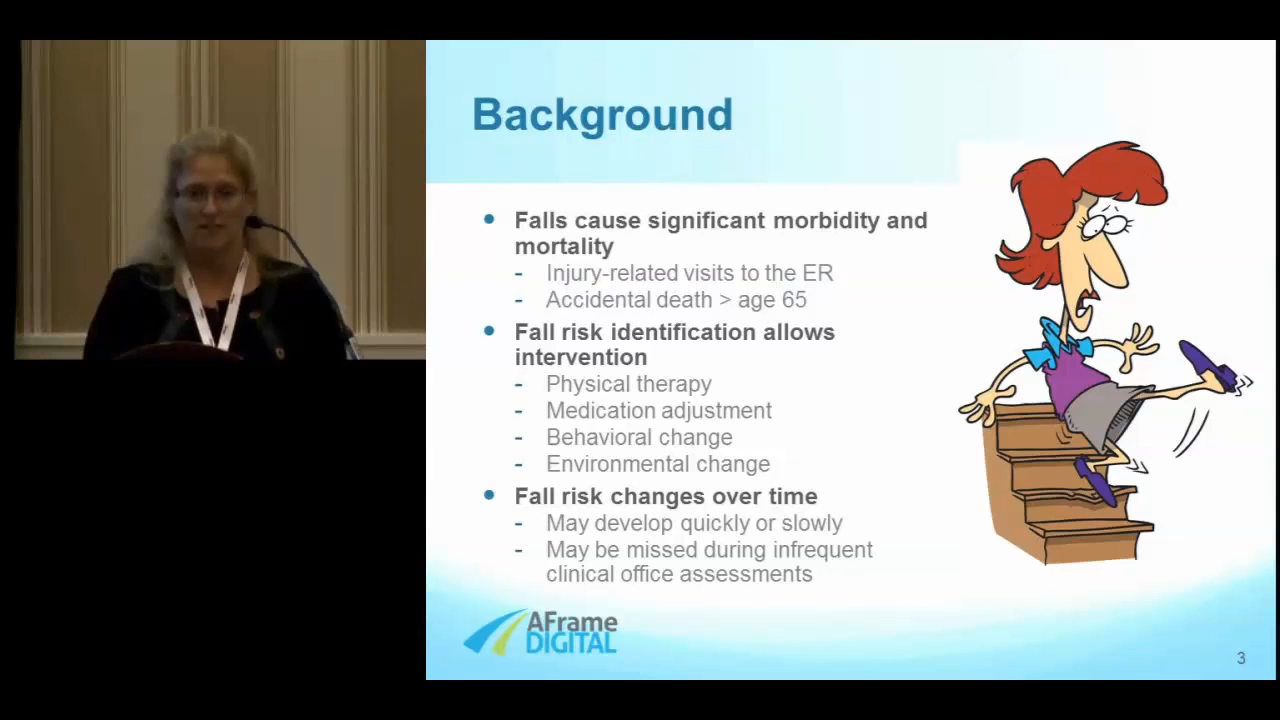 Background
• Falls cause significant morbidity and
mortality
- Injury-related visits to the ER
- Accidental death > age 65
• Fall risk identification allows
intervention
- Physical therapy
- Medication adjustment
- Behavioral change
- Environmental change
• Fall risk changes over time
- May develop quickly or slowly
- May be missed during infrequent
clinical office assessments
AFrame
DIGITAL
3